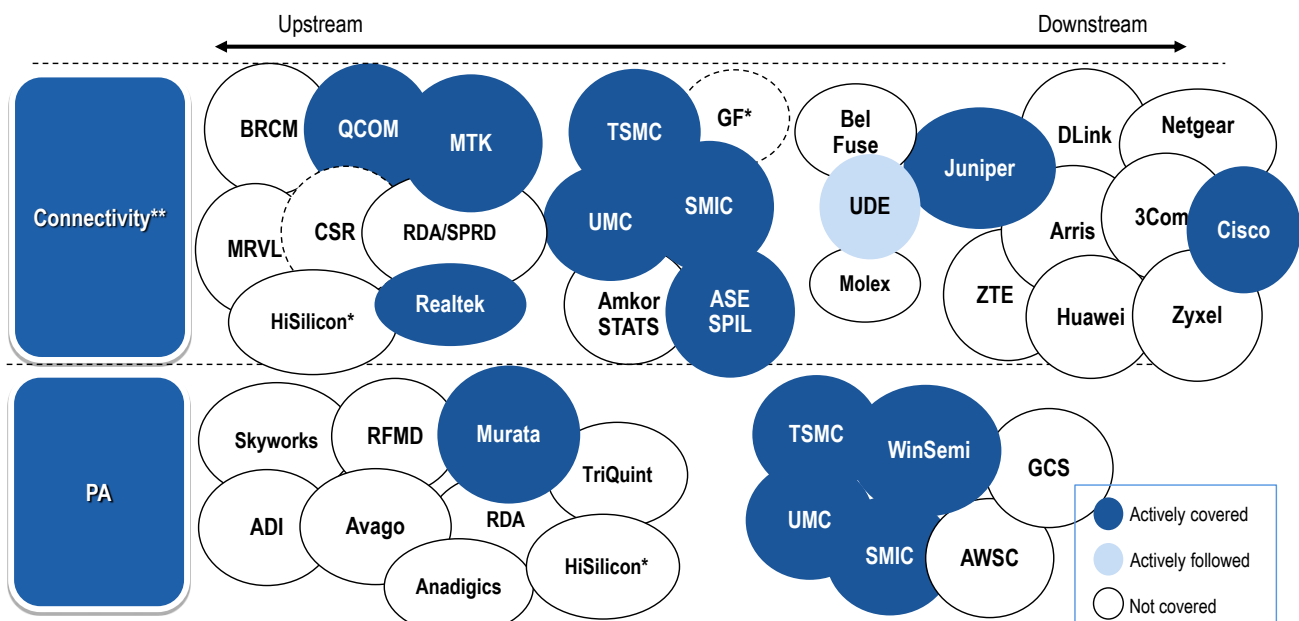 Upstream
Downstream
Connectivity**
BRCM
QCOM
MTK
MRVL
CSR
RDA/SPRD
HiSilicon*
Realtek
TSMC
GF*
UMC
SMIC
Amkor
STATS
ASE
SPIL
Bel
Fuse
UDE
Molex
Juniper
DLink
Netgear
Arris
3Com
Cisco
ZTE
Huawei
Zyxel
PA
Skyworks
RFMD
Murata
TriQuint
ADI
Avago
RDA
Anadigics
HiSilicon*
TSMC
WinSemi
GCS
UMC
SMIC
AWSC
Actively covered
Actively followed
Not covered